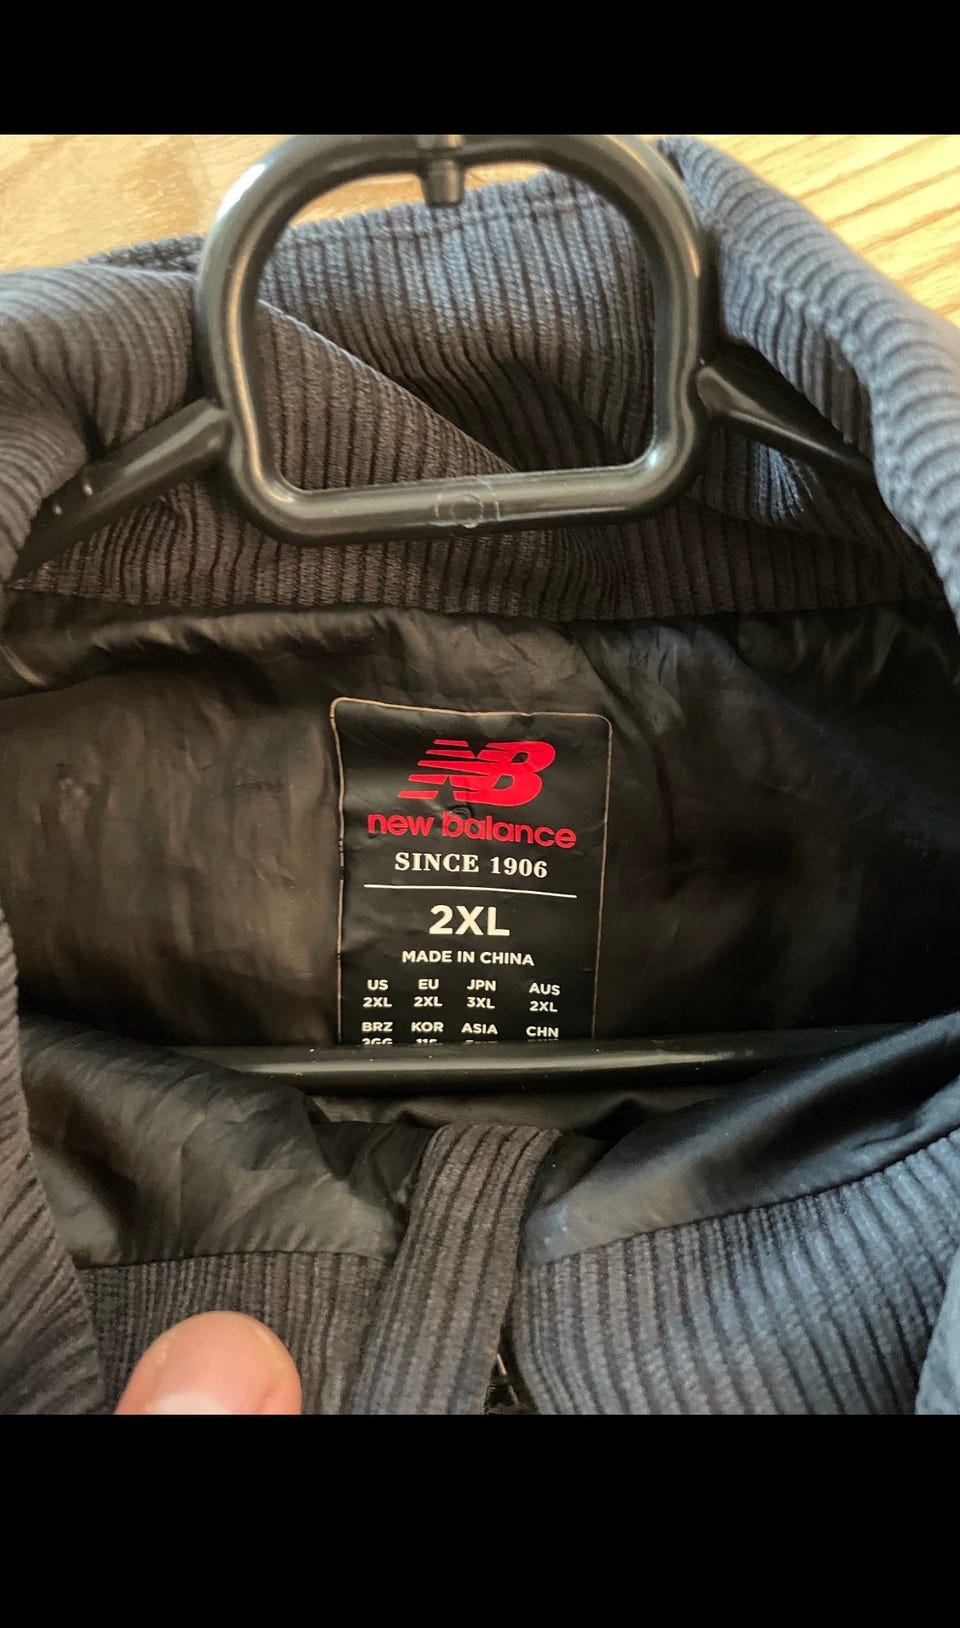 NB
new balance
SINCE 1906
2XL
MADE IN CHINA
US EU JPN AUS
2XL 2XL 3XL 2XL
BRZ KOR ASIA CHN